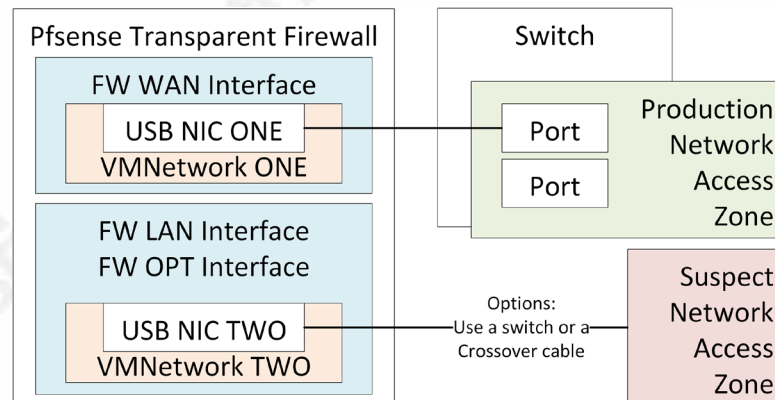 Pfsense Transparent Firewall
FW WAN Interface
USB NIC ONE
VMNetwork ONE
FW LAN Interface
FW OPT Interface
USB NIC TWO
VMNetwork TWO
Switch
Port
Port
Production
Network
Access
Zone
Options:
Use a switch or a
Crossover cable
Suspect
Network
Access
Zone